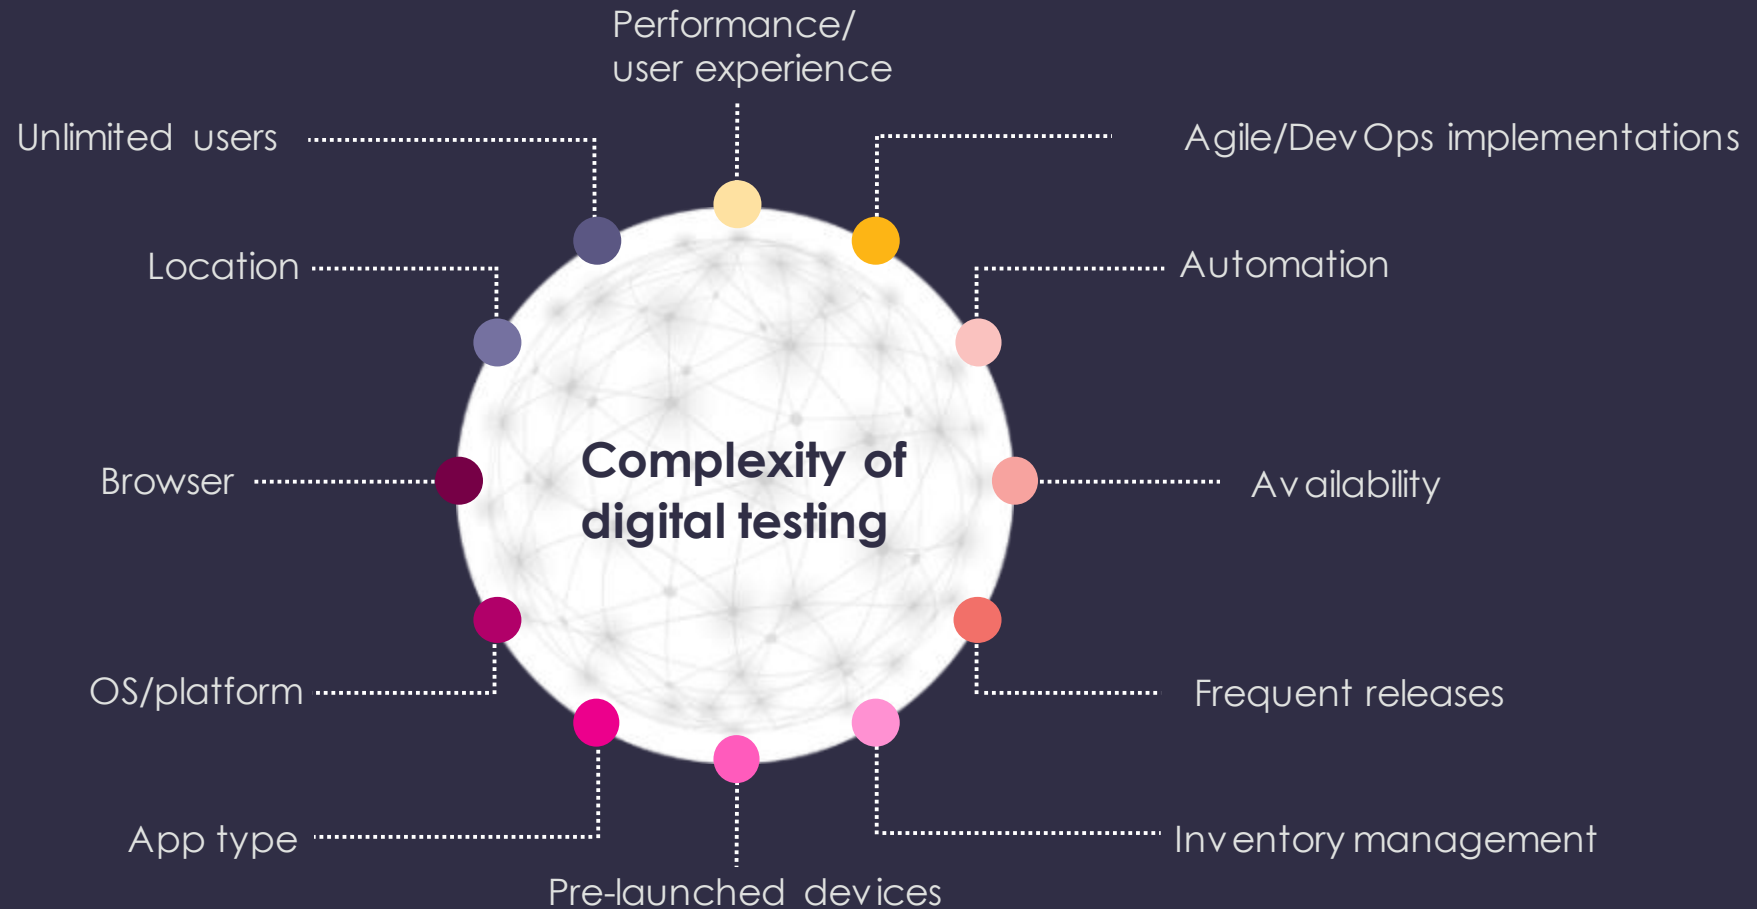 Performance/
user experience
Unlimited users
Agile/DevOps implementations
Location
Automation
Complexity of
digital testing
Browser
Availability
OS/platform
Frequent releases
App type
Inventory management
Pre-launched devices